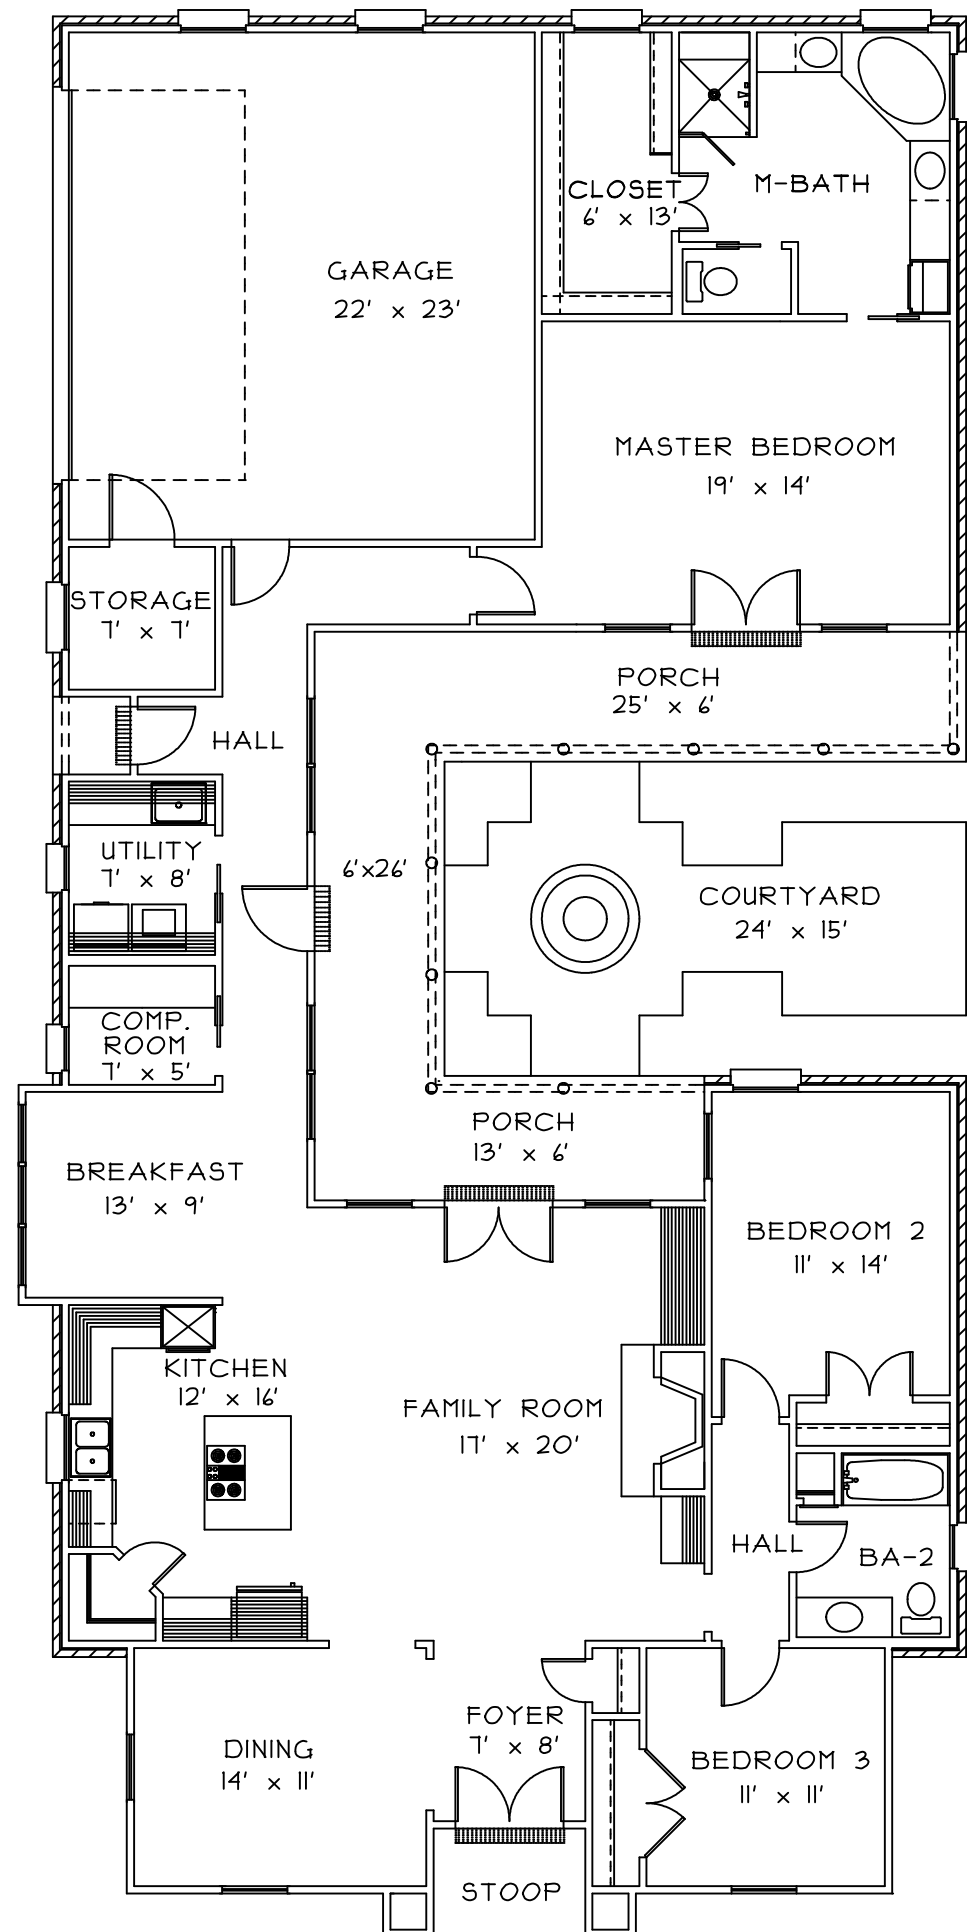 CLOSET
6' x 13'
M-BATH
GARAGE
22' x 23'
MASTER BEDROOM
19' x 14'
STORAGE
7' x 7'
PORCH
25' x 6'
HALL
UTILITY
7' x 8'
6'x26'
COURTYARD
24' x 15'
COMP.
ROOM
7' x 5'
PORCH
13' x 6'
BREAKFAST
13' x 9'
BEDROOM 2
11' x 14'
KITCHEN
12' x 16'
FAMILY ROOM
17' x 20'
HALL
BA-2
FOYER
7' x 8'
DINING
14' x 11'
BEDROOM 3
11' x 11'
STOOP